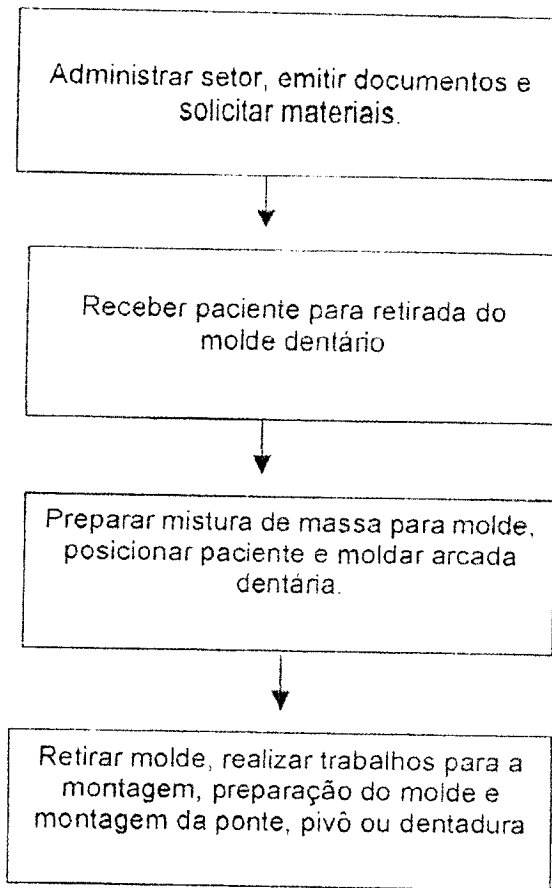 Administrar setor, emitir documentos e
solicitar materiais.
Receber paciente para retirada do
molde dentário
Preparar mistura de massa para molde,
posicionar paciente e moldar arcada
dentária.
Retirar molde, realizar trabalhos para a
montagem, preparação do molde e
montagem da ponte, pivô ou dentadura